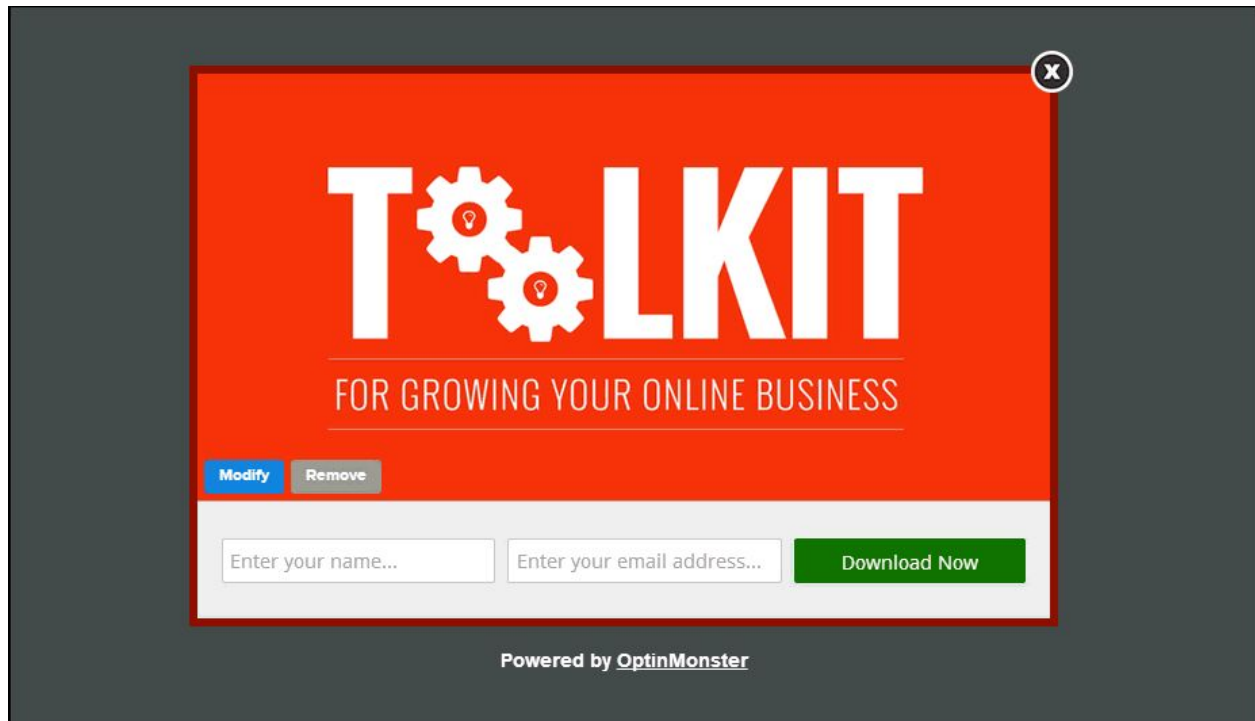 X
TOOLKIT
FOR GROWING YOUR ONLINE BUSINESS
Modify Remove
Enter your name... Enter your email address... Download Now
Powered by OptinMonster